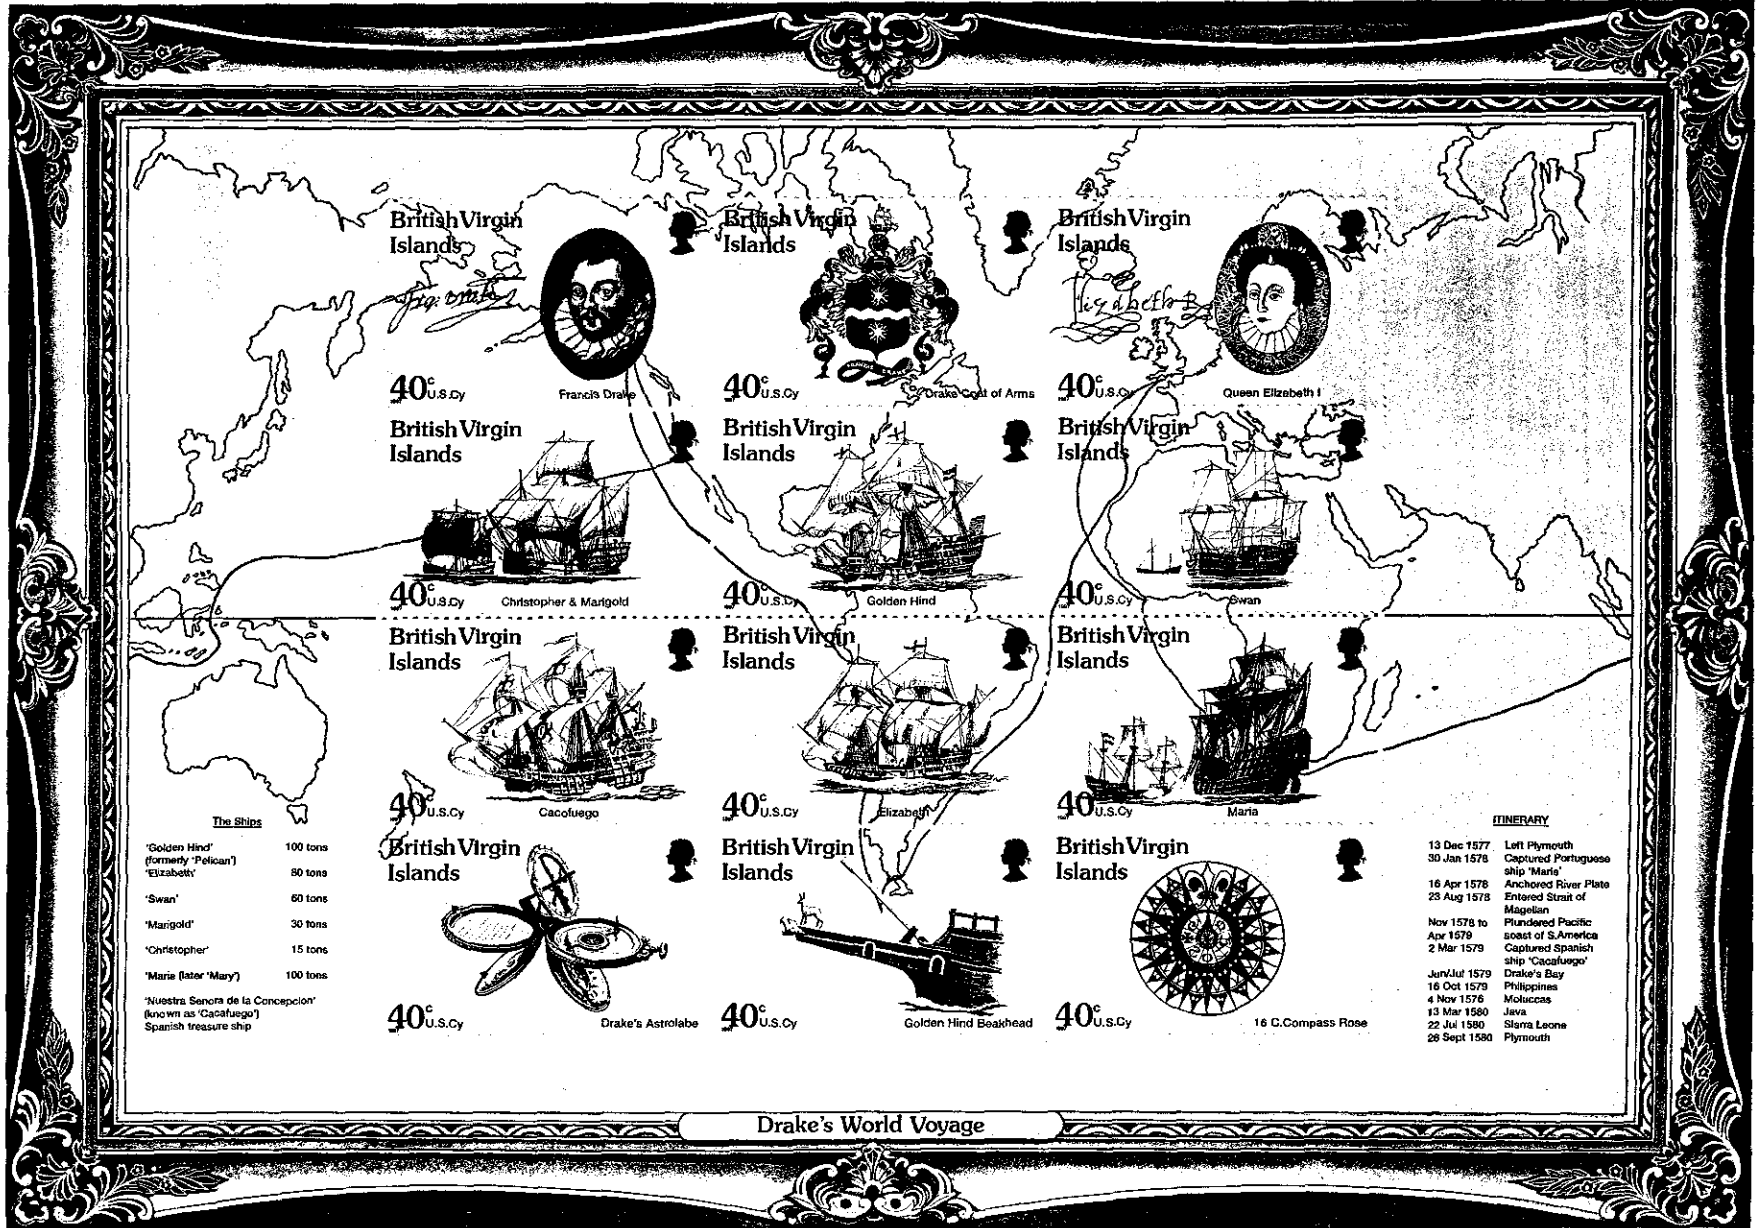 British Virgin
Islands
Fra: Drake
40c
U.S.Cy
Francis Drake
British Virgin
Islands
40c
U.S.Cy
Drake Coat of Arms
British Virgin
Islands
Elizabeth R
40c
U.S.Cy
Queen Elizabeth I
British Virgin
Islands
40c
U.S.Cy
Christopher & Marigold
British Virgin
Islands
40c
U.S.Cy
Golden Hind
British Virgin
Islands
40c
U.S.Cy
Swan
British Virgin
Islands
40c
U.S.Cy
Cacofuego
British Virgin
Islands
40c
U.S.Cy
Elizabeth
British Virgin
Islands
40c
U.S.Cy
Maria
British Virgin
Islands
40c
U.S.Cy
Drake's Astrolabe
British Virgin
Islands
40c
U.S.Cy
Golden Hind Beakhead
British Virgin
Islands
40c
U.S.Cy
16 C.Compass Rose
The Ships
'Golden Hind' 100 tons
(formerly 'Pelican')
'Elizabeth' 80 tons
'Swan' 60 tons
'Marigold' 30 tons
'Christopher' 15 tons
'Maria (later 'Mary') 100 tons
'Nuestra Senora de la Concepcion'
(known as 'Cacafuego')
Spanish treasure ship
ITINERARY
13 Dec 1577 Left Plymouth
30 Jan 1578 Captured Portuguese
ship 'Maria'
16 Apr 1578 Anchored River Plate
23 Aug 1578 Entered Strait of
Magellan
Nov 1578 to Plundered Pacific
Apr 1579 coast of S.America
2 Mar 1579 Captured Spanish
ship 'Cacafuego'
Jun/Jul 1579 Drake's Bay
16 Oct 1579 Philippines
4 Nov 1576 Moluccas
13 Mar 1580 Java
22 Jul 1580 Sierra Leone
26 Sept 1580 Plymouth
Drake's World Voyage